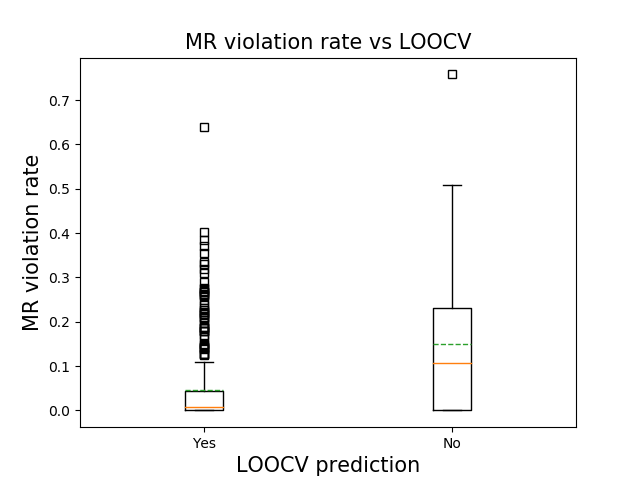 MR violation rate vs LOOCV
MR violation rate
0.7
0.6
0.5
0.4
0.3
0.2
0.1
0.0
Yes
No
LOOCV prediction